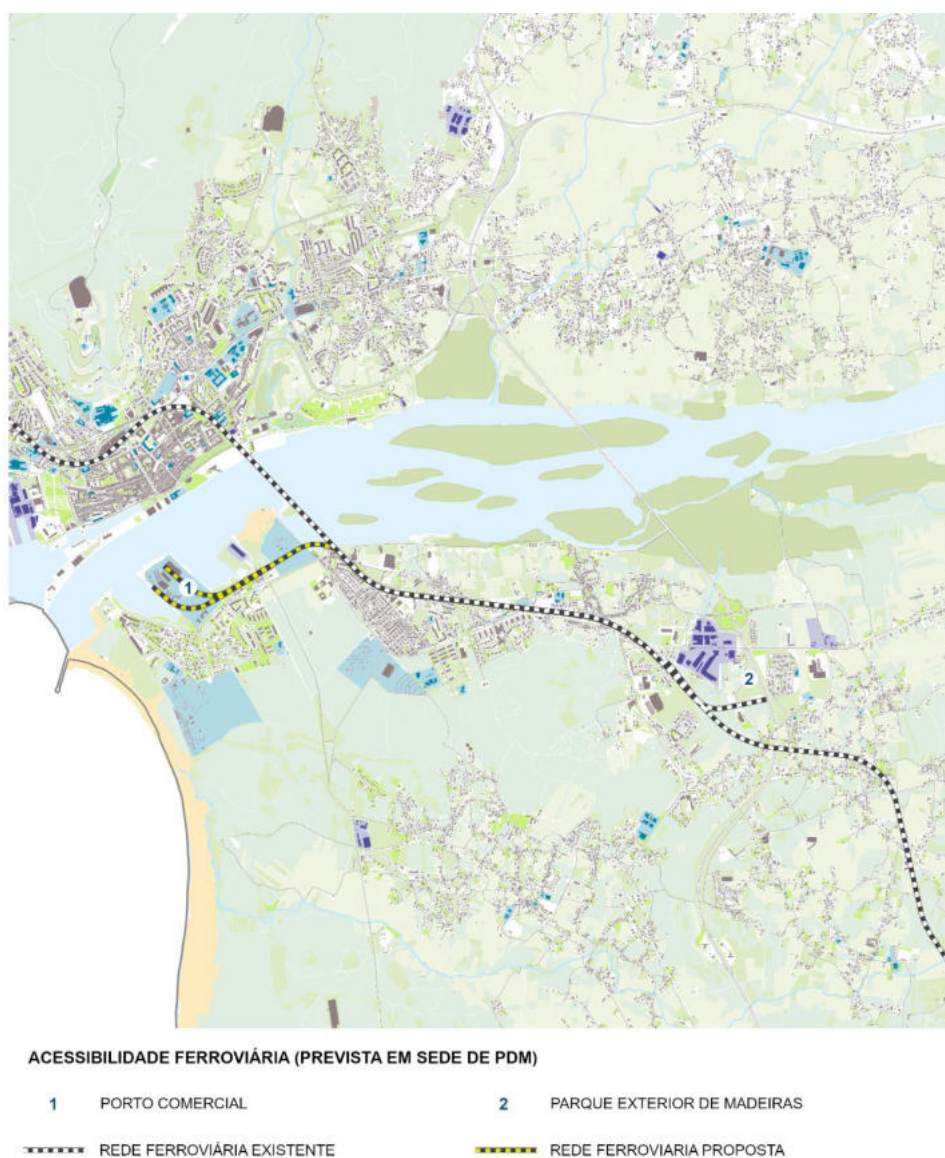 1
2
ACESSIBILIDADE FERROVIÁRIA (PREVISTA EM SEDE DE PDM)
1 PORTO COMERCIAL
2 PARQUE EXTERIOR DE MADEIRAS
REDE FERROVIÁRIA EXISTENTE
REDE FERROVIARIA PROPOSTA